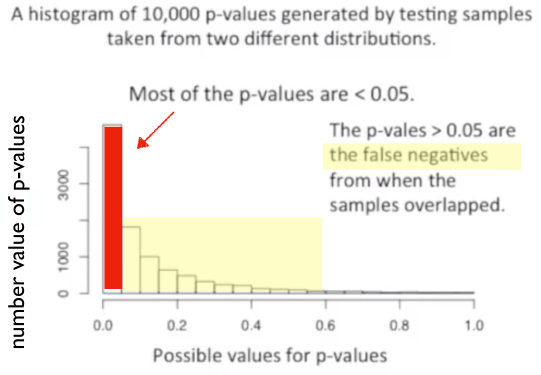 A histogram of 10,000 p-values generated by testing samples
taken from two different distributions.
Most of the p-values are < 0.05.
The p-vales > 0.05 are
the false negatives
from when the
samples overlapped.
number value of p-values
3000
1000
0
0.0 0.2 0.4 0.6 0.8 1.0
Possible values for p-values